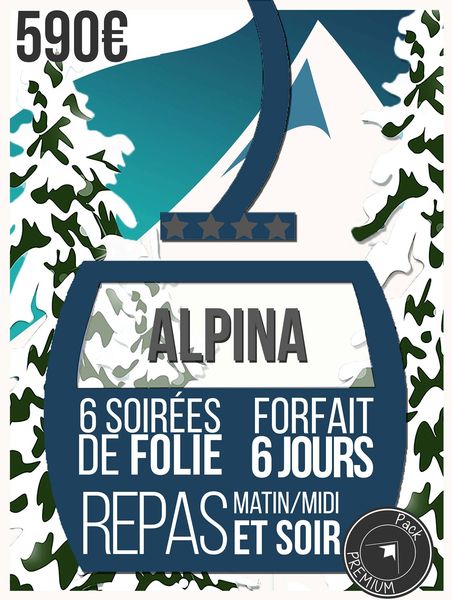 590€
ALPINA
6 SOIRÉES
DE FOLIE
FORFAIT
6 JOURS
REPAS
MATIN/MIDI
ET SOIR
Pack
PREMIUM